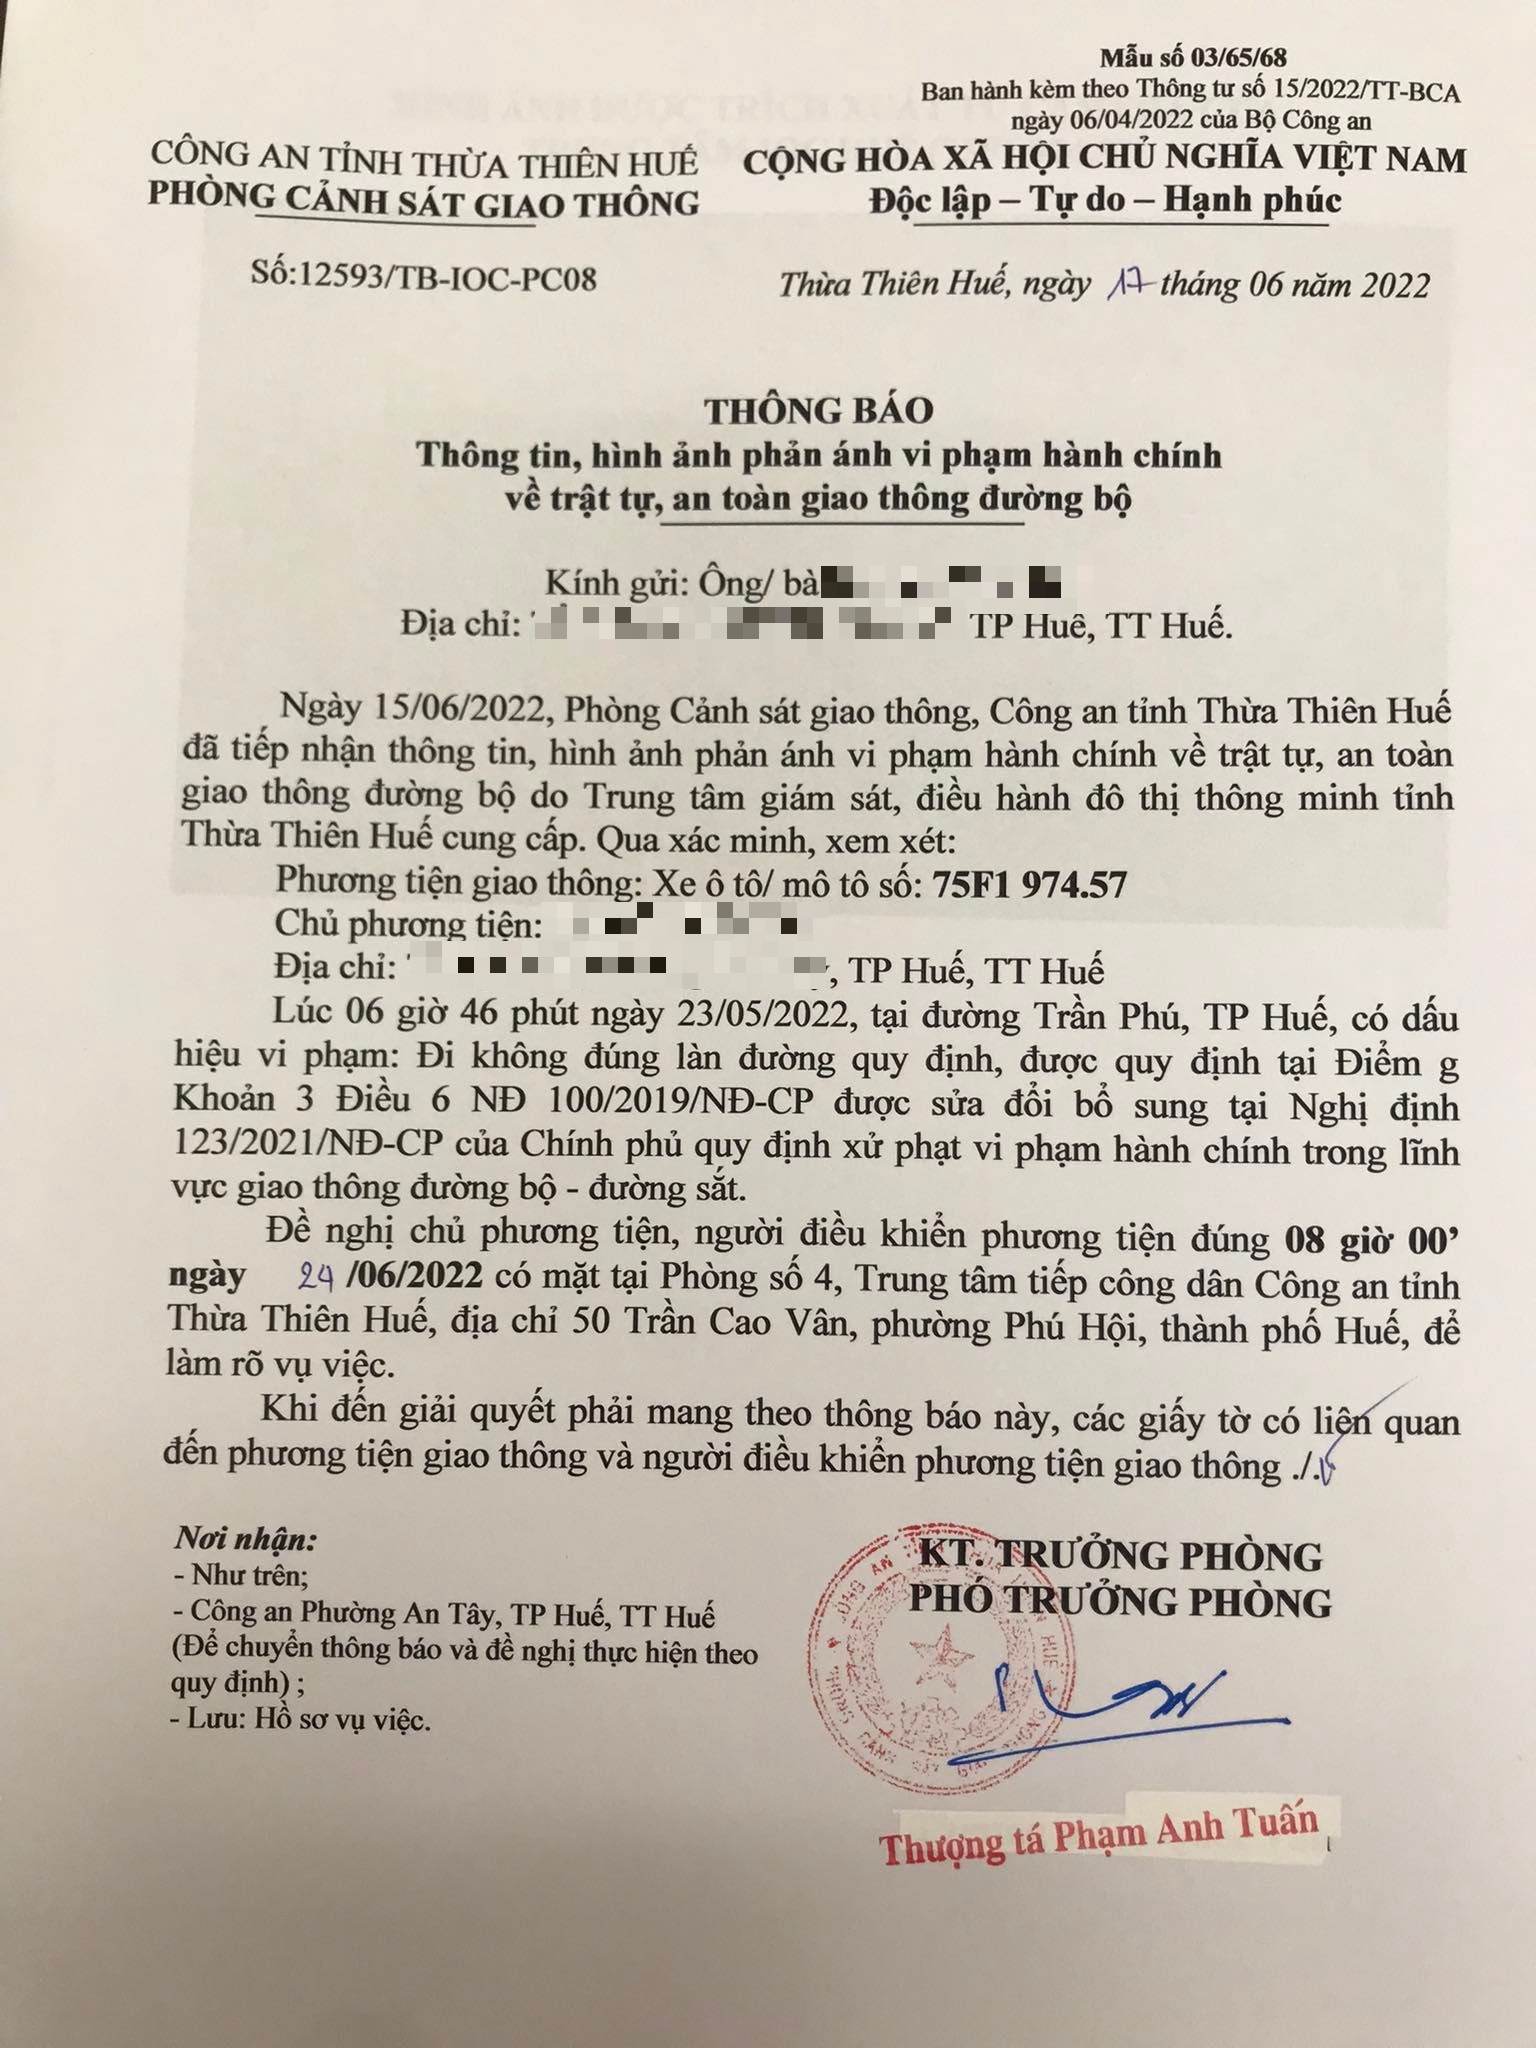 Mẫu số 03/65/68
Ban hành kèm theo Thông tư số 15/2022/TT-BCA
ngày 06/04/2022 của Bộ Công an
CÔNG AN TỈNH THỪA THIÊN HUẾ
PHÒNG CẢNH SÁT GIAO THÔNG
CỘNG HÒA XÃ HỘI CHỦ NGHĨA VIỆT NAM
Độc lập – Tự do – Hạnh phúc
Số:12593/TB-IOC-PC08
Thừa Thiên Huế, ngày 17 tháng 06 năm 2022
THÔNG BÁO
Thông tin, hình ảnh phản ánh vi phạm hành chính
về trật tự, an toàn giao thông đường bộ
Kính gửi: Ông/ bà
Địa chỉ: TP Huê, TT Huế.
Ngày 15/06/2022, Phòng Cảnh sát giao thông, Công an tỉnh Thừa Thiên Huế
đã tiếp nhận thông tin, hình ảnh phản ánh vi phạm hành chính về trật tự, an toàn
giao thông đường bộ do Trung tâm giám sát, điều hành đô thị thông minh tỉnh
Thừa Thiên Huế cung cấp. Qua xác minh, xem xét:
Phương tiện giao thông: Xe ô tô/ mô tô số: 75F1 974.57
Chủ phương tiện:
Địa chỉ: , TP Huế, TT Huế
Lúc 06 giờ 46 phút ngày 23/05/2022, tại đường Trần Phú, TP Huế, có dấu
hiệu vi phạm: Đi không đúng làn đường quy định, được quy định tại Điểm g
Khoản 3 Điều 6 NĐ 100/2019/NĐ-CP được sửa đổi bổ sung tại Nghị định
123/2021/NĐ-CP của Chính phủ quy định xử phạt vi phạm hành chính trong lĩnh
vực giao thông đường bộ - đường sắt.
Đề nghị chủ phương tiện, người điều khiển phương tiện đúng 08 giờ 00’
ngày 24 /06/2022 có mặt tại Phòng số 4, Trung tâm tiếp công dân Công an tỉnh
Thừa Thiên Huế, địa chỉ 50 Trần Cao Vân, phường Phú Hội, thành phố Huế, để
làm rõ vụ việc.
Khi đến giải quyết phải mang theo thông báo này, các giấy tờ có liên quan
đến phương tiện giao thông và người điều khiển phương tiện giao thông ./.
Nơi nhận:
- Như trên;
- Công an Phường An Tây, TP Huế, TT Huế
(Để chuyển thông báo và đề nghị thực hiện theo
quy định) ;
- Lưu: Hồ sơ vụ việc.
KT. TRƯỞNG PHÒNG
PHÓ TRƯỞNG PHÒNG
Thượng tá Phạm Anh Tuấn